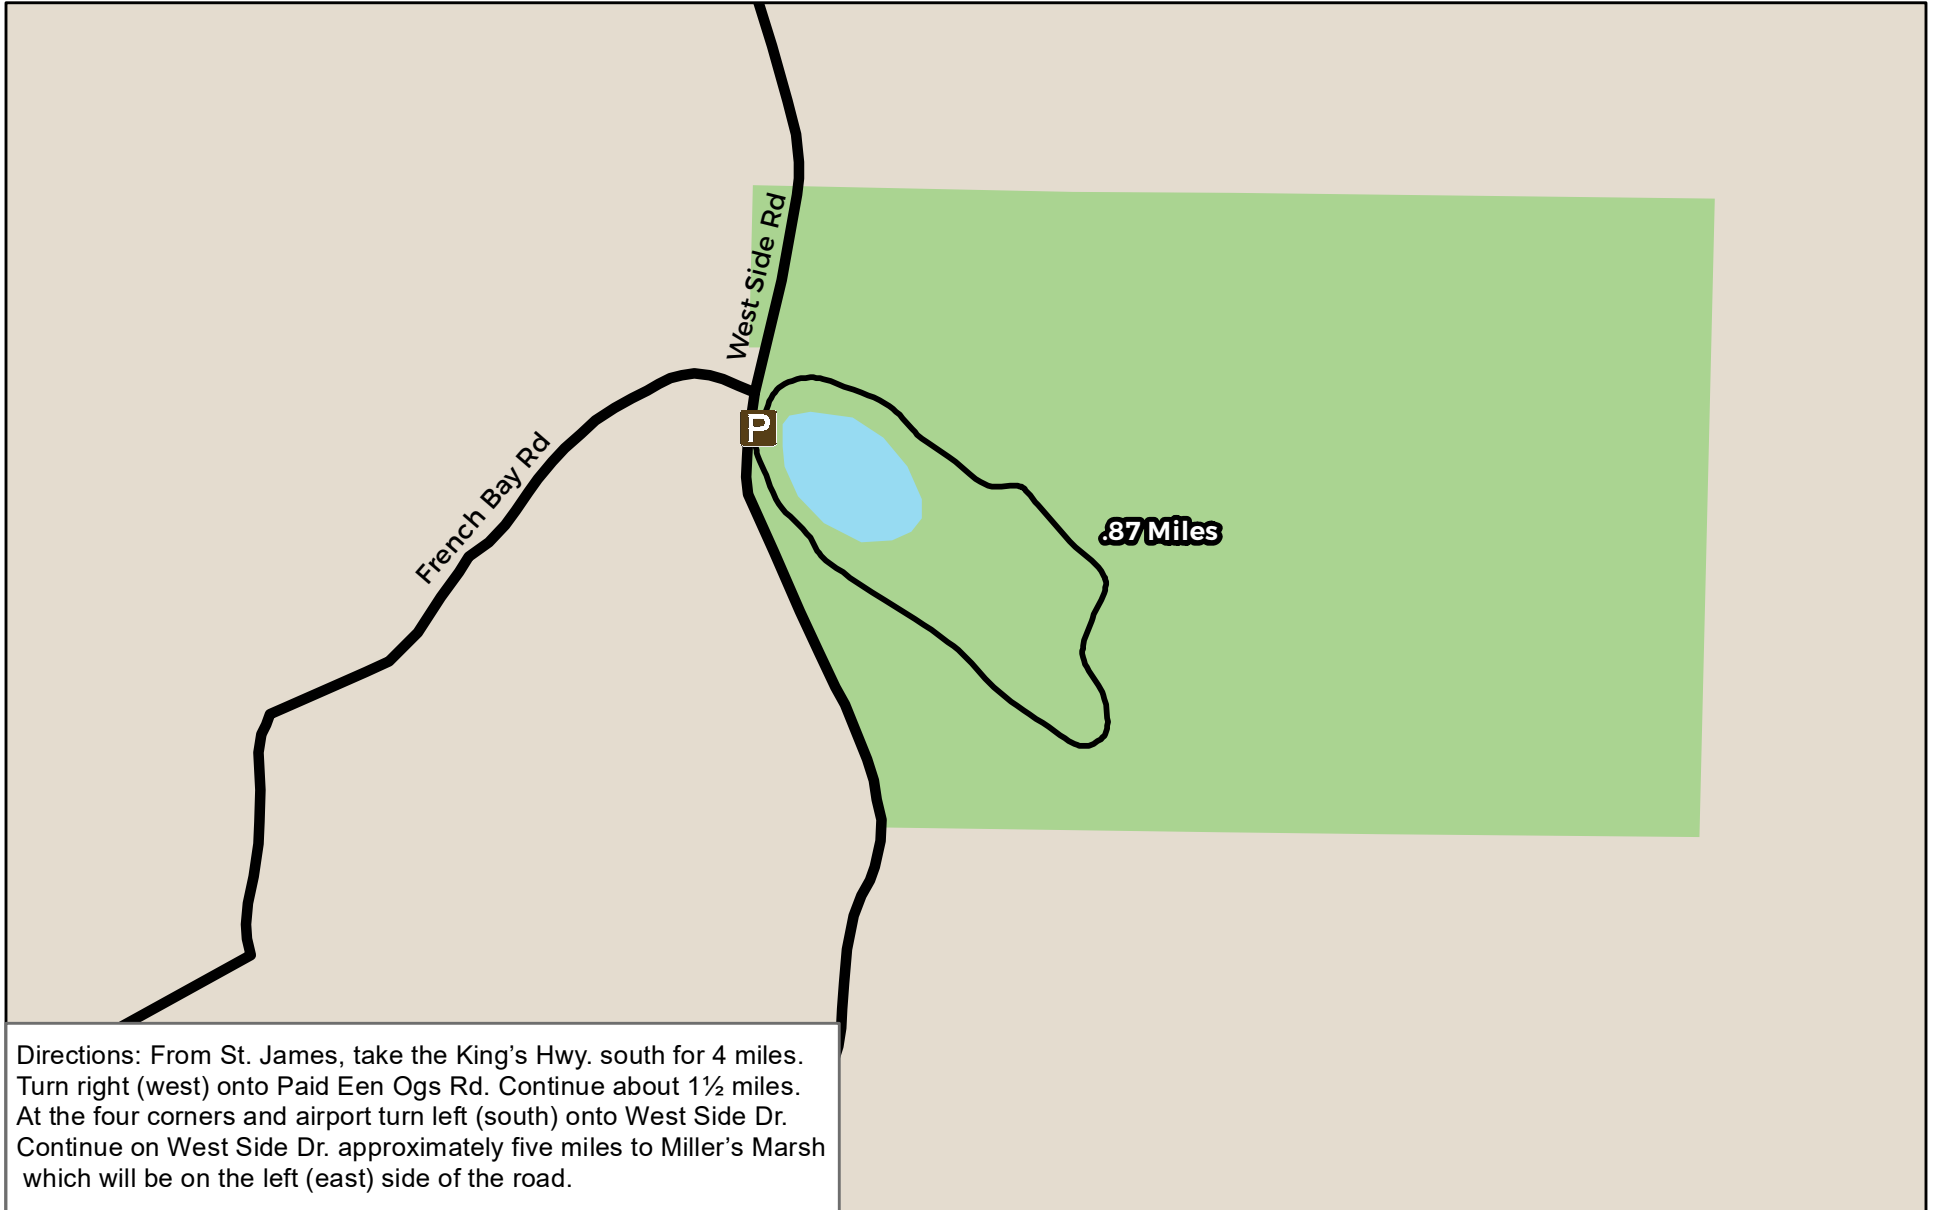 West Side Rd
French Bay Rd
P
.87 Miles
Directions: From St. James, take the King’s Hwy. south for 4 miles.
Turn right (west) onto Paid Een Ogs Rd. Continue about 1½ miles.
At the four corners and airport turn left (south) onto West Side Dr.
Continue on West Side Dr. approximately five miles to Miller’s Marsh
which will be on the left (east) side of the road.